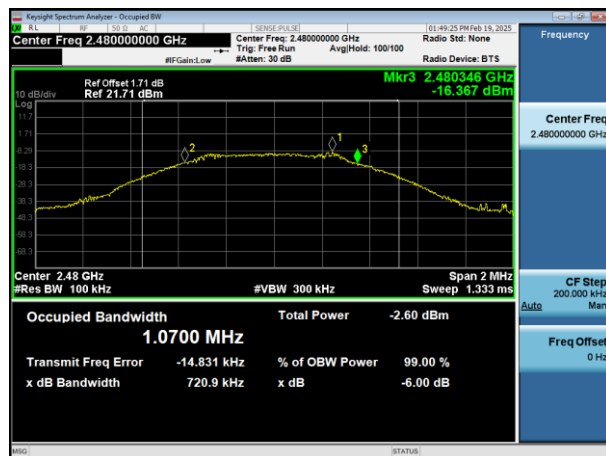 Keysight Spectrum Analyzer - Occupied BW
RL RF 50 Ω AC SENSE:PULSE 01:49:25 PM Feb 19, 2025
Center Freq 2.480000000 GHz
Center Freq: 2.480000000 GHz
Radio Std: None
Trig: Free Run Avg|Hold: 100/100
#IFGain:Low #Atten: 30 dB Radio Device: BTS
Frequency
Ref Offset 1.71 dB
Ref 21.71 dBm
Mkr3 2.480346 GHz
-16.367 dBm
10 dB/div
Log
11.7
1.71
-8.29
-18.3
-28.3
-38.3
-48.3
-58.3
-68.3
2
1
3
Center 2.48 GHz Span 2 MHz
#Res BW 100 kHz #VBW 300 kHz Sweep 1.333 ms
Occupied Bandwidth Total Power -2.60 dBm
1.0700 MHz
Transmit Freq Error -14.831 kHz % of OBW Power 99.00 %
x dB Bandwidth 720.9 kHz x dB -6.00 dB
Center Freq
2.480000000 GHz
CF Step
200.000 kHz
Auto Man
Freq Offset
0 Hz
MSG STATUS